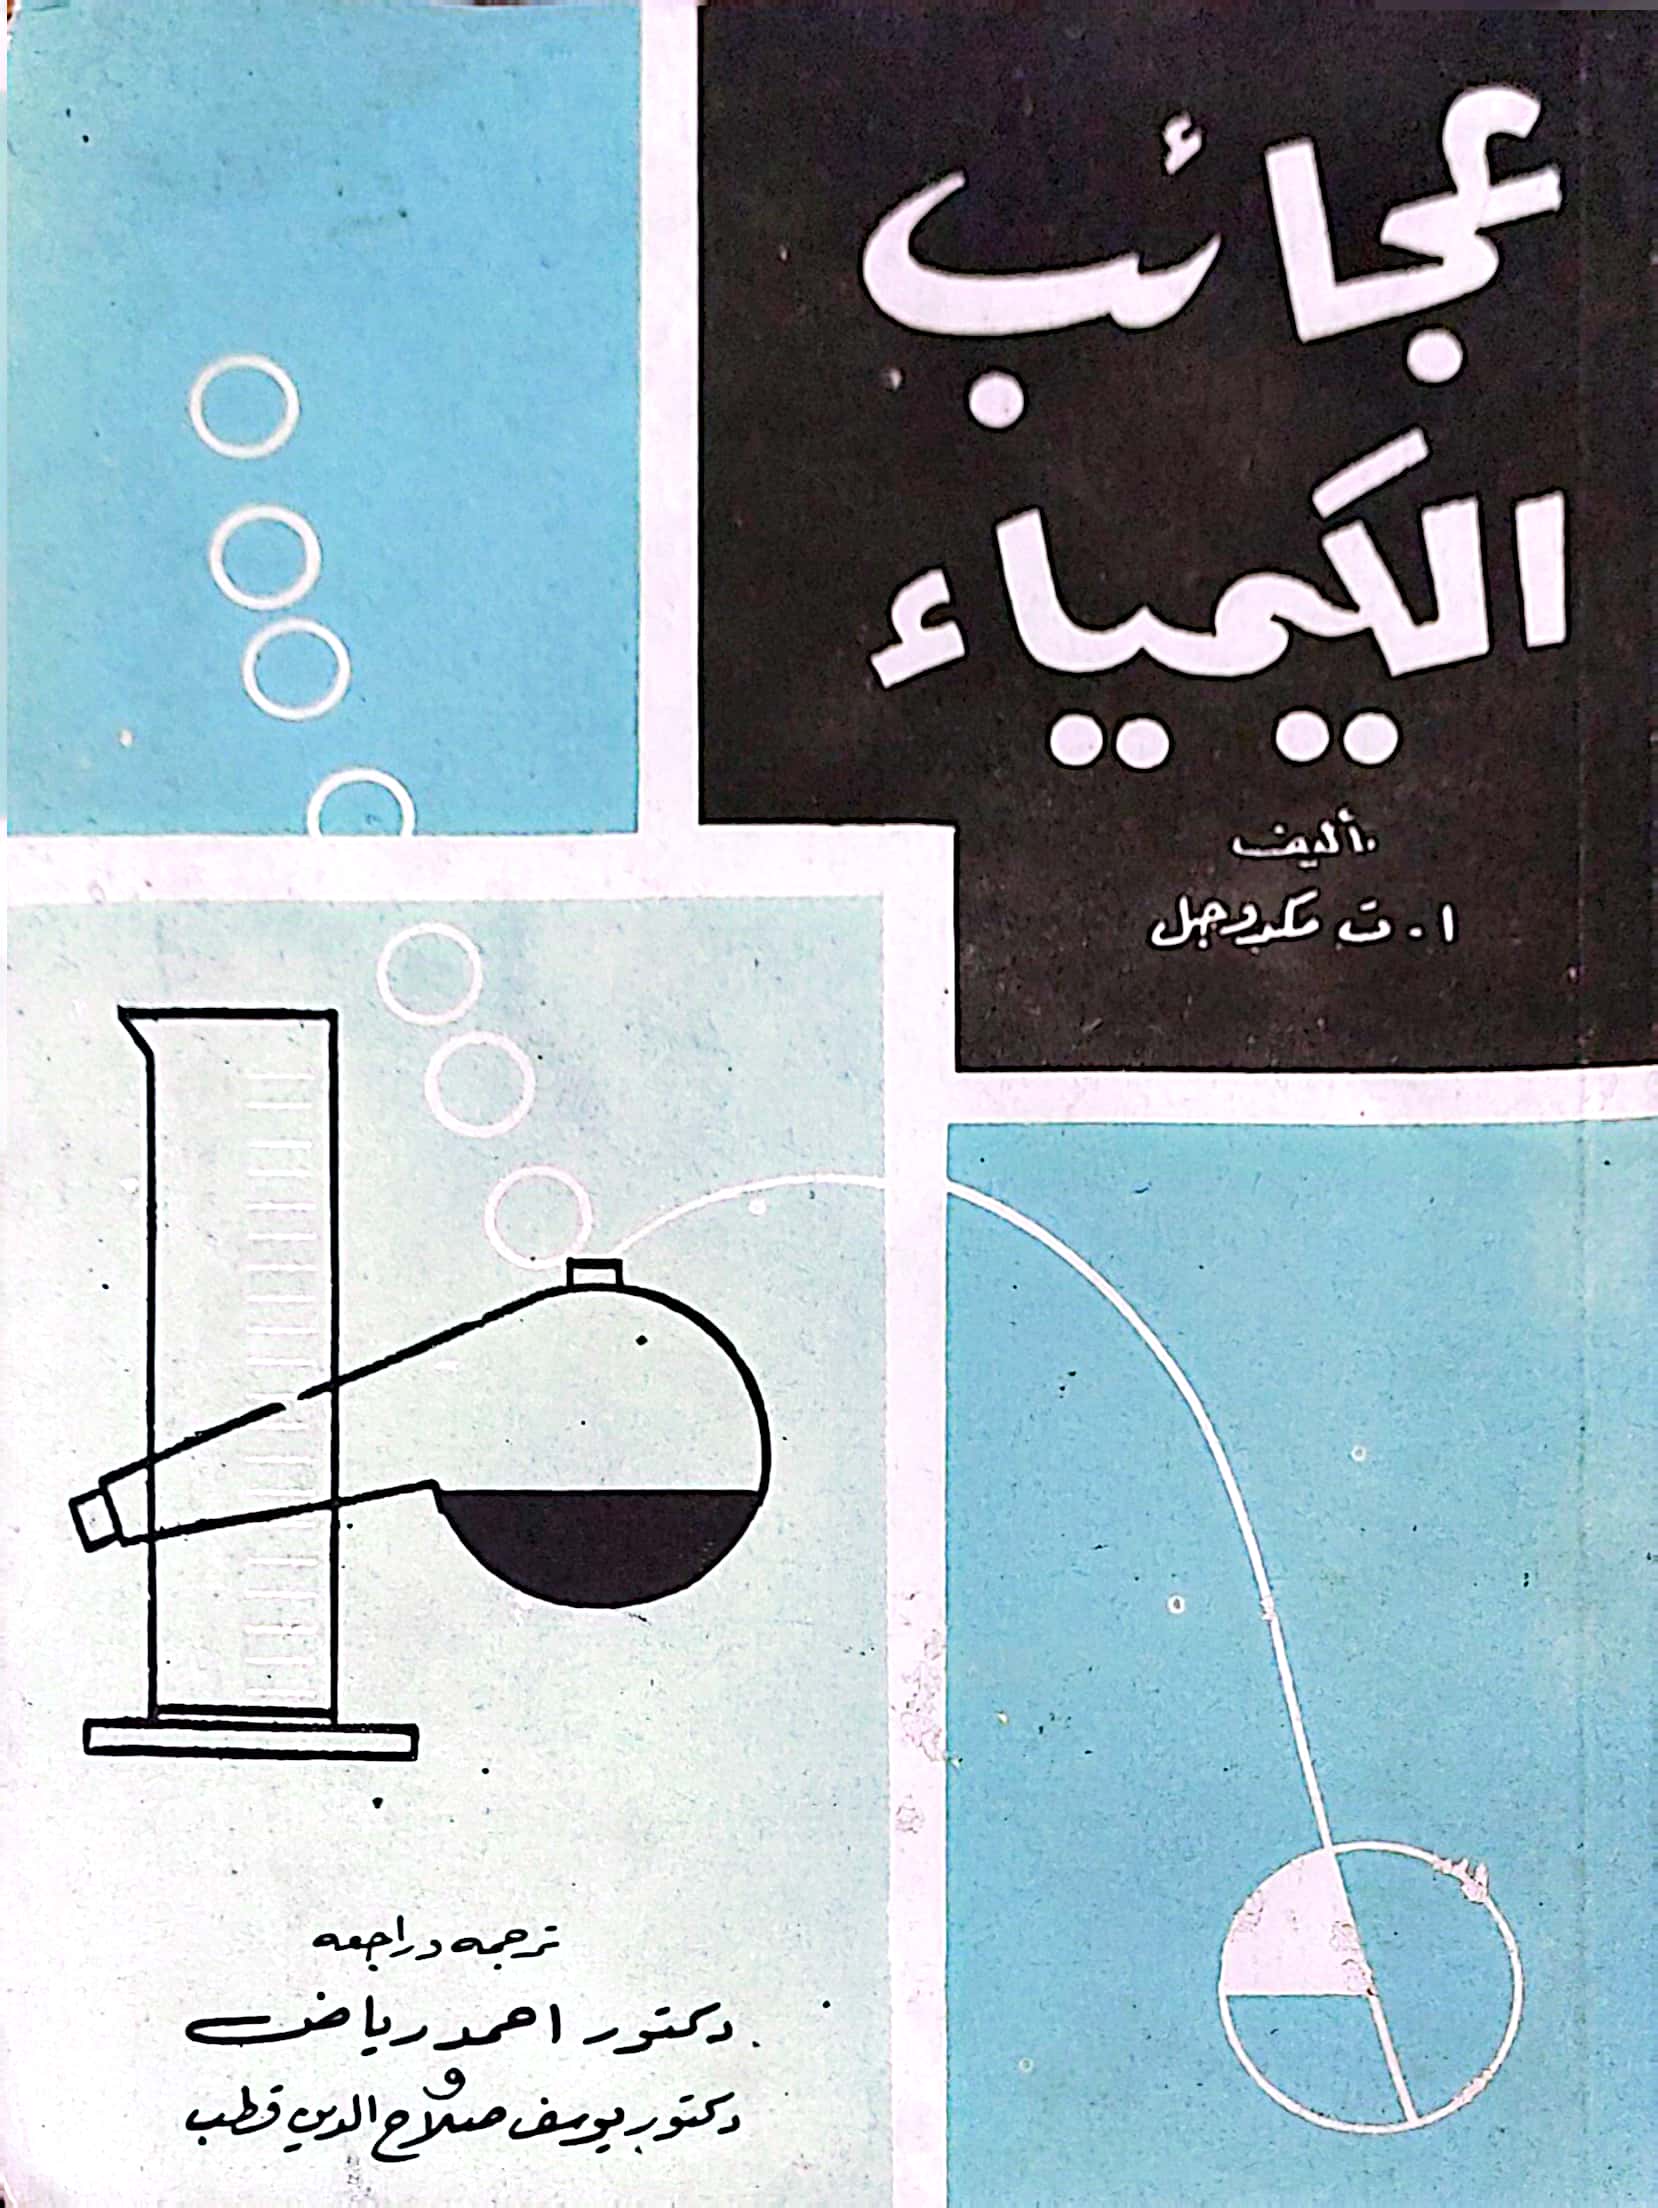 عجائب
الكيمياء
تأليف
ا . ت مكدوجل
ترجمه وراجعه
دكتور احمد رياض
و
دكتور يوسف صلاح الدين قطب